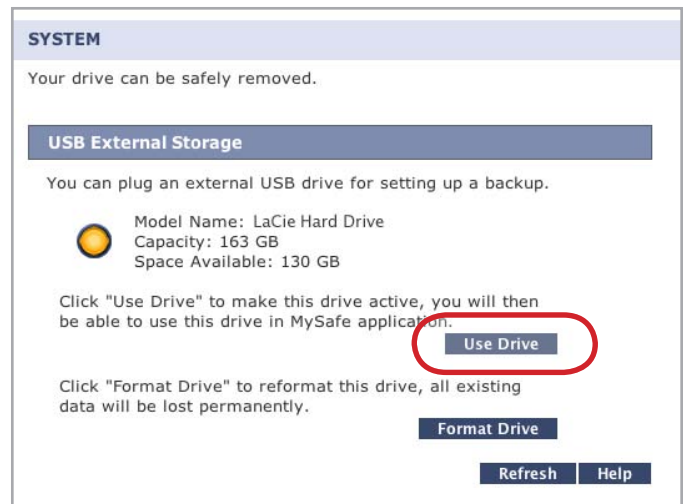 SYSTEM
Your drive can be safely removed.
USB External Storage
You can plug an external USB drive for setting up a backup.
Model Name: LaCie Hard Drive
Capacity: 163 GB
Space Available: 130 GB
Click "Use Drive" to make this drive active, you will then
be able to use this drive in MySafe application.
Use Drive
Click "Format Drive" to reformat this drive, all existing
data will be lost permanently.
Format Drive
Refresh Help